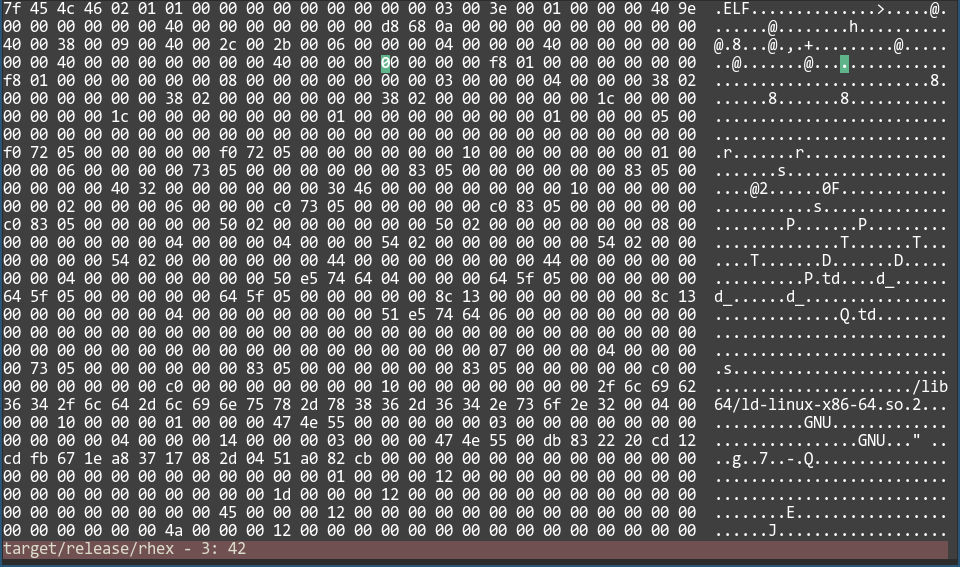 7f 45 4c 46 02 01 01 00 00 00 00 00 00 00 00 00 03 00 3e 00 01 00 00 00 40 9e .ELF..............>.....@.
00 00 00 00 00 00 40 00 00 00 00 00 00 00 d8 68 0a 00 00 00 00 00 00 00 00 00 ......@........h..........
40 00 38 00 09 00 40 00 2c 00 2b 00 06 00 00 00 04 00 00 00 40 00 00 00 00 00 @.8...@.,.+.........@.....
00 00 40 00 00 00 00 00 00 00 40 00 00 00 00 00 00 00 f8 01 00 00 00 00 00 00 ..@.......@...............
f8 01 00 00 00 00 00 00 08 00 00 00 00 00 00 00 03 00 00 00 04 00 00 00 38 02 ........................8.
00 00 00 00 00 00 38 02 00 00 00 00 00 00 38 02 00 00 00 00 00 00 1c 00 00 00 ......8.......8...........
00 00 00 00 1c 00 00 00 00 00 00 00 01 00 00 00 00 00 00 00 01 00 00 00 05 00 ..........................
00 00 00 00 00 00 00 00 00 00 00 00 00 00 00 00 00 00 00 00 00 00 00 00 00 00 ..........................
f0 72 05 00 00 00 00 00 f0 72 05 00 00 00 00 00 00 10 00 00 00 00 00 00 01 00 .r.......r................
00 00 06 00 00 00 00 73 05 00 00 00 00 00 00 83 05 00 00 00 00 00 00 83 05 00 .......s..................
00 00 00 00 40 32 00 00 00 00 00 00 30 46 00 00 00 00 00 00 00 10 00 00 00 00 ....@2......0F............
00 00 02 00 00 00 06 00 00 00 c0 73 05 00 00 00 00 00 c0 83 05 00 00 00 00 00 ...........s..............
c0 83 05 00 00 00 00 00 50 02 00 00 00 00 00 00 50 02 00 00 00 00 00 00 08 00 ........P.......P.........
00 00 00 00 00 00 04 00 00 00 04 00 00 00 54 02 00 00 00 00 00 00 54 02 00 00 ..............T.......T...
00 00 00 00 54 02 00 00 00 00 00 00 44 00 00 00 00 00 00 00 44 00 00 00 00 00 ....T.......D.......D.....
00 00 04 00 00 00 00 00 00 00 50 e5 74 64 04 00 00 00 64 5f 05 00 00 00 00 00 ..........P.td....d_......
64 5f 05 00 00 00 00 00 64 5f 05 00 00 00 00 00 8c 13 00 00 00 00 00 00 8c 13 d_......d_................
00 00 00 00 00 00 04 00 00 00 00 00 00 00 51 e5 74 64 06 00 00 00 00 00 00 00 ..............Q.td........
00 00 00 00 00 00 00 00 00 00 00 00 00 00 00 00 00 00 00 00 00 00 00 00 00 00 ..........................
00 00 00 00 00 00 00 00 00 00 00 00 00 00 00 00 00 00 07 00 00 00 04 00 00 00 ..........................
00 73 05 00 00 00 00 00 00 83 05 00 00 00 00 00 00 83 05 00 00 00 00 00 c0 00 .s........................
00 00 00 00 00 00 c0 00 00 00 00 00 00 00 10 00 00 00 00 00 00 00 2f 6c 69 62 ....................../lib
36 34 2f 6c 64 2d 6c 69 6e 75 78 2d 78 38 36 2d 36 34 2e 73 6f 2e 32 00 04 00 64/ld-linux-x86-64.so.2...
00 00 10 00 00 00 01 00 00 00 47 4e 55 00 00 00 00 00 03 00 00 00 00 00 00 00 ..........GNU.............
00 00 00 00 04 00 00 00 14 00 00 00 03 00 00 00 47 4e 55 00 db 83 22 20 cd 12 ................GNU..." ..
cd fb 67 1e a8 37 17 08 2d 04 51 a0 82 cb 00 00 00 00 00 00 00 00 00 00 00 00 ..g..7..-.Q...............
00 00 00 00 00 00 00 00 00 00 00 00 01 00 00 00 12 00 00 00 00 00 00 00 00 00 ..........................
00 00 00 00 00 00 00 00 00 00 1d 00 00 00 12 00 00 00 00 00 00 00 00 00 00 00 ..........................
00 00 00 00 00 00 00 00 45 00 00 00 12 00 00 00 00 00 00 00 00 00 00 00 00 00 ........E.................
00 00 00 00 00 00 4a 00 00 00 12 00 00 00 00 00 00 00 00 00 00 00 00 00 00 00 ......J...................
target/release/rhex - 3: 42